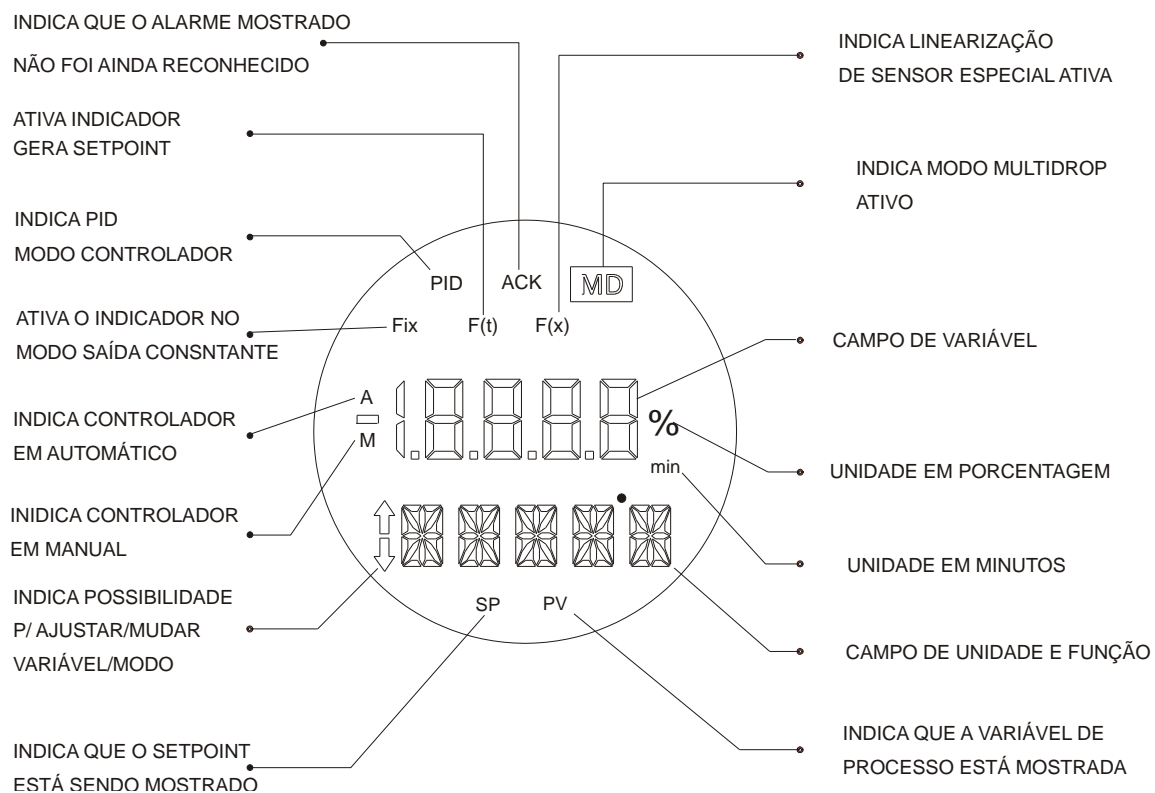 INDICA QUE O ALARME MOSTRADO
NÃO FOI AINDA RECONHECIDO
ATIVA INDICADOR
GERA SETPOINT
INDICA PID
MODO CONTROLADOR
ATIVA O INDICADOR NO
MODO SAÍDA CONSNTANTE
INDICA CONTROLADOR
EM AUTOMÁTICO
INIDICA CONTROLADOR
EM MANUAL
INDICA POSSIBILIDADE
P/ AJUSTAR/MUDAR
VARIÁVEL/MODO
INDICA QUE O SETPOINT
ESTÁ SENDO MOSTRADO
PID ACK MD
Fix F(t) F(x)
A
M
18.8.8.8
%
min
SP PV
INDICA LINEARIZAÇÃO
DE SENSOR ESPECIAL ATIVA
INDICA MODO MULTIDROP
ATIVO
CAMPO DE VARIÁVEL
UNIDADE EM PORCENTAGEM
UNIDADE EM MINUTOS
CAMPO DE UNIDADE E FUNÇÃO
INDICA QUE A VARIÁVEL DE
PROCESSO ESTÁ MOSTRADA